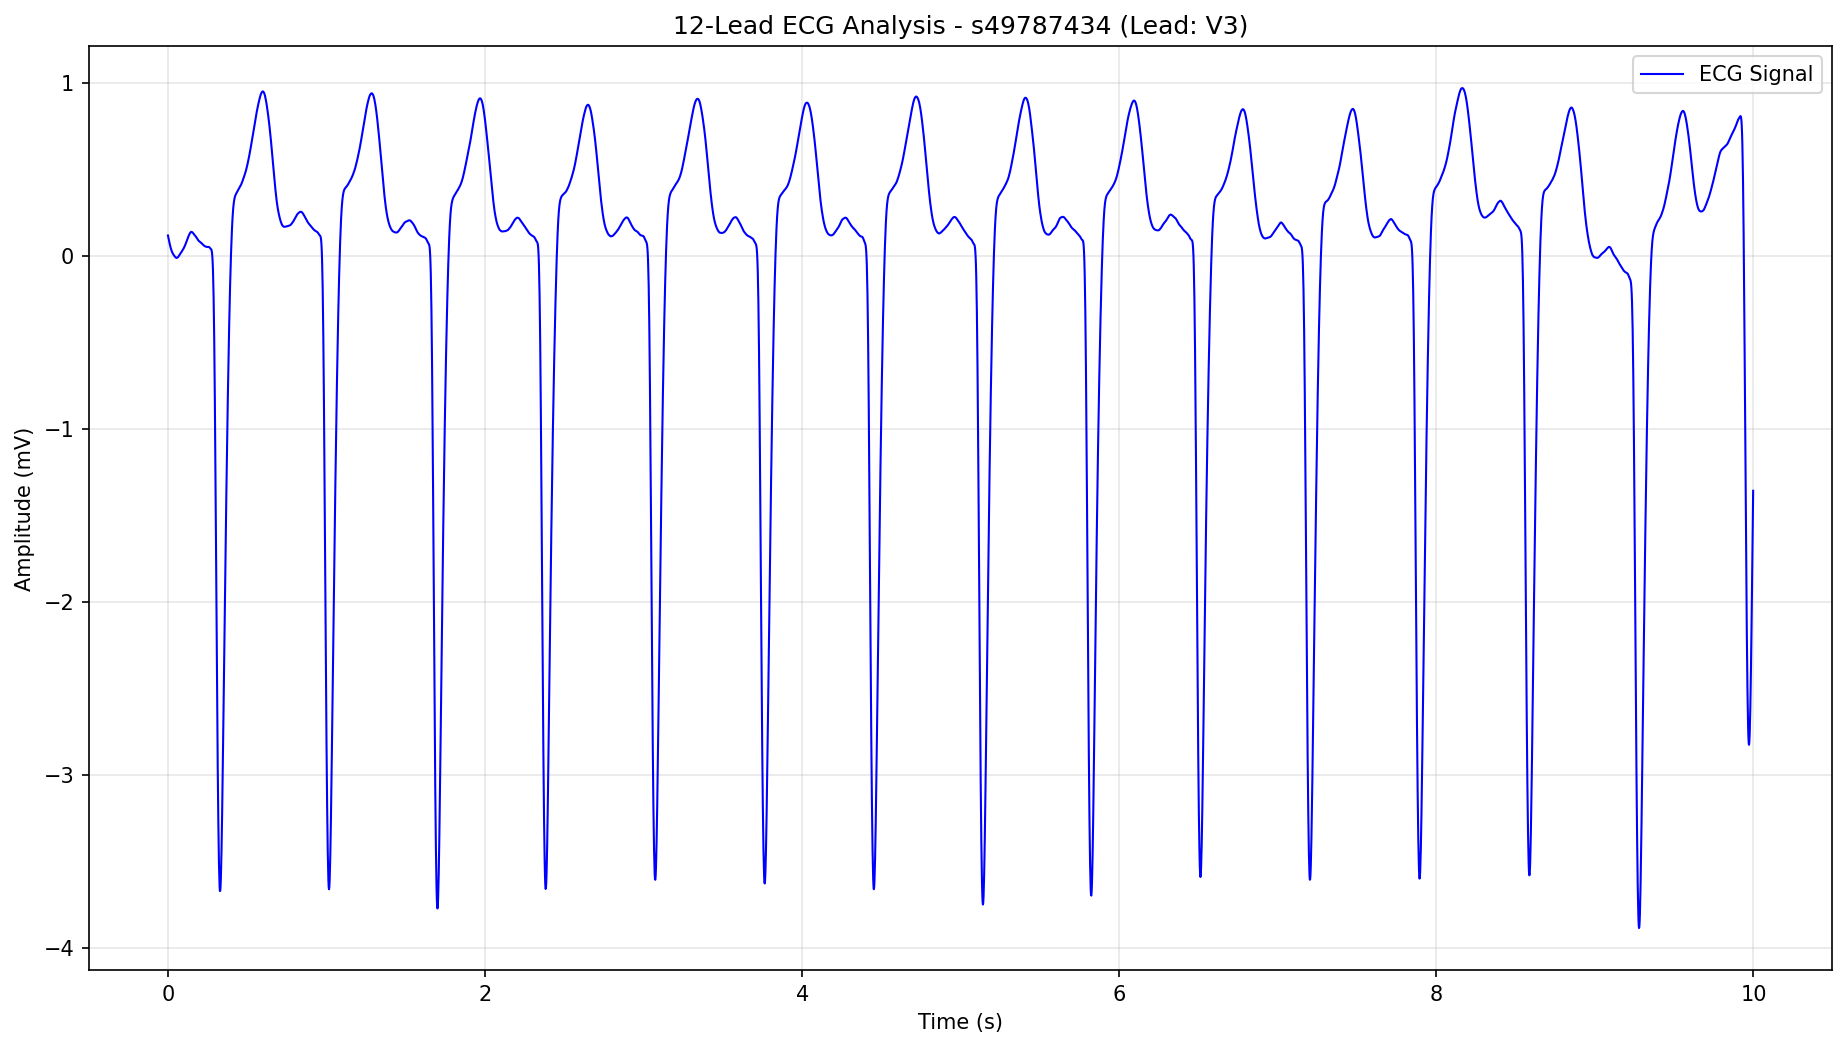 12-Lead ECG Analysis - s49787434 (Lead: V3)
ECG Signal
Amplitude (mV)
1
0
−1
−2
−3
−4
0 2 4 6 8 10
Time (s)